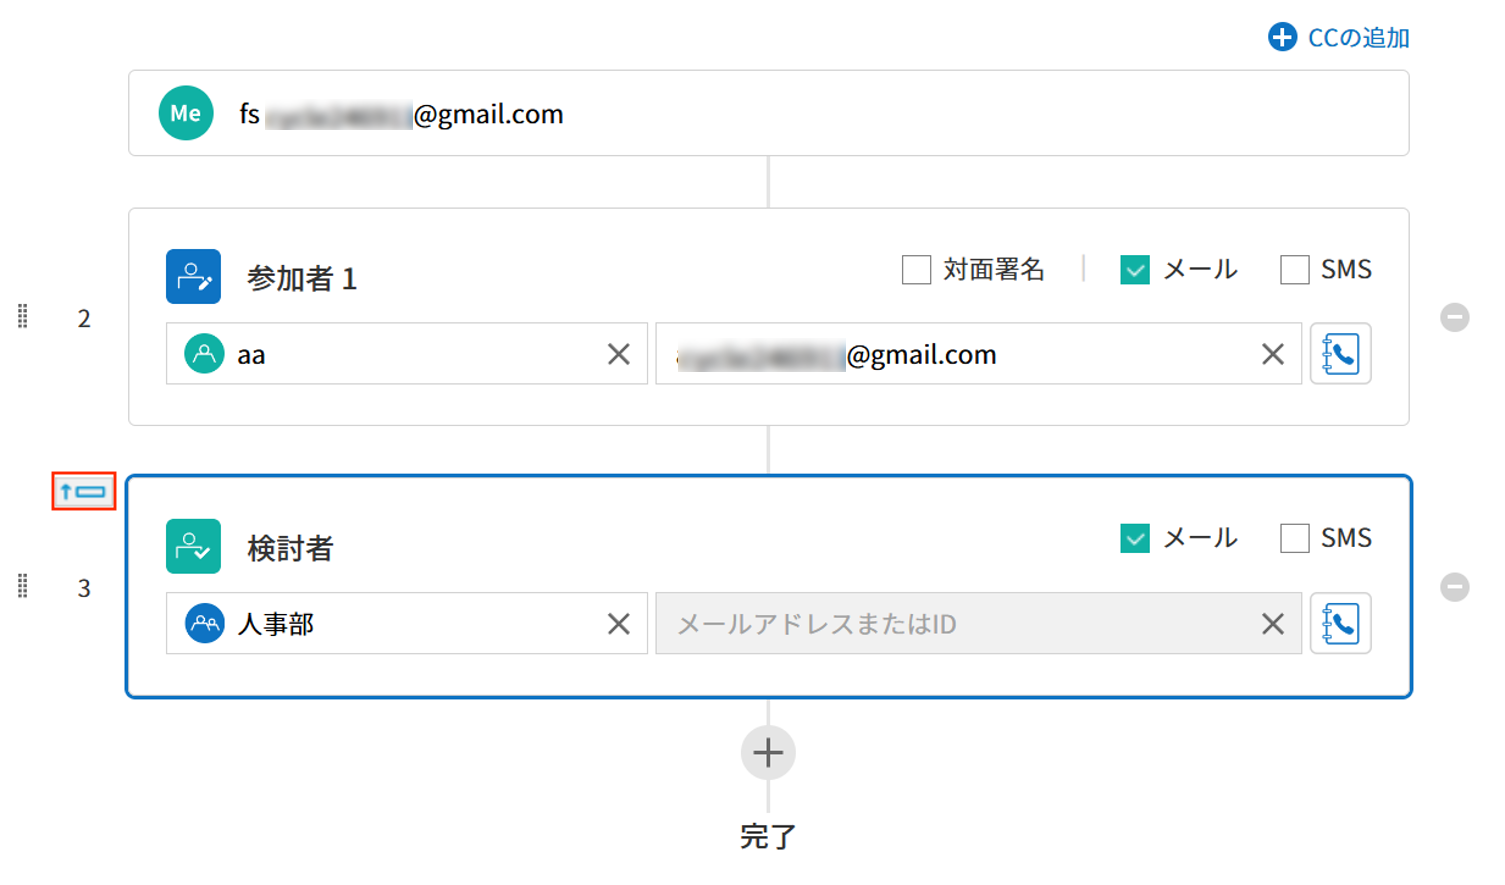 CCの追加
Me fs @gmail.com
参加者 1 対面署名 | メール SMS
2
aa @gmail.com
検討者 メール SMS
3
人事部 メールアドレスまたはID
完了